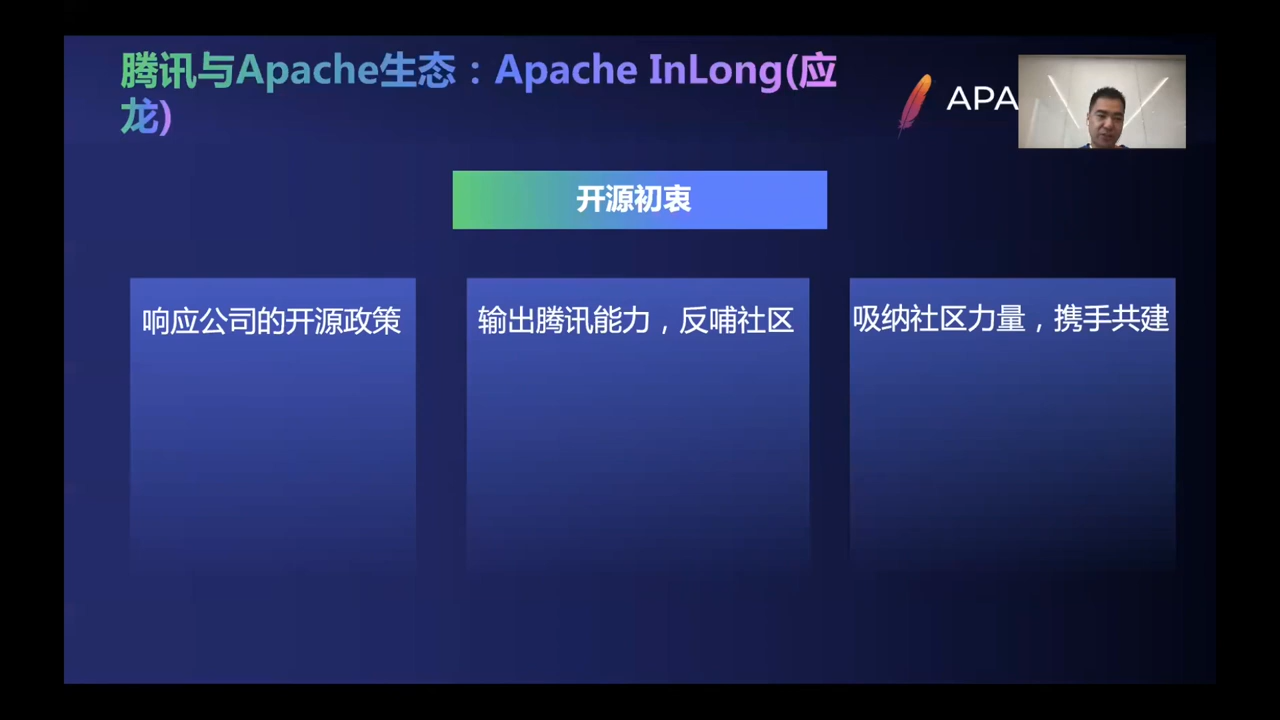 腾讯与Apache生态：Apache InLong(应
龙)
APA
开源初衷
响应公司的开源政策
输出腾讯能力，反哺社区
吸纳社区力量，携手共建